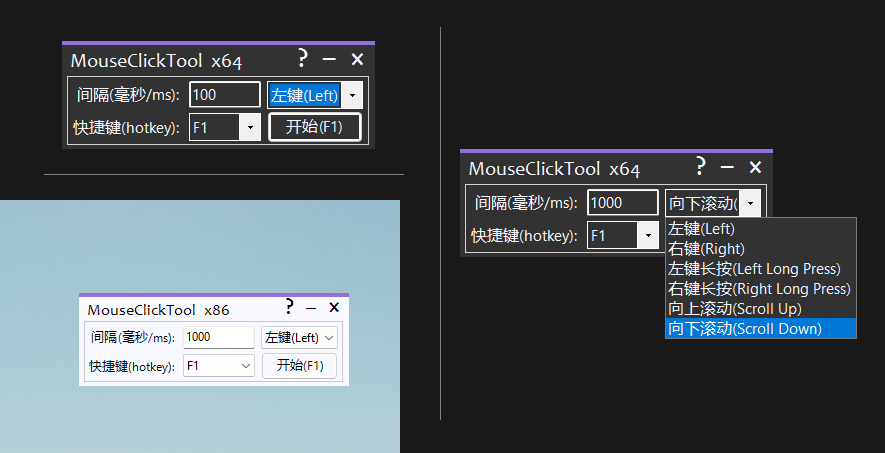 MouseClickTool x64
? − ×
间隔(毫秒/ms): 100 左键(Left)
快捷键(hotkey): F1 开始(F1)
MouseClickTool x86
? − ×
间隔(毫秒/ms): 1000 左键(Left)
快捷键(hotkey): F1 开始(F1)
MouseClickTool x64
? − ×
间隔(毫秒/ms): 1000 向下滚动(
快捷键(hotkey): F1
左键(Left)
右键(Right)
左键长按(Left Long Press)
右键长按(Right Long Press)
向上滚动(Scroll Up)
向下滚动(Scroll Down)